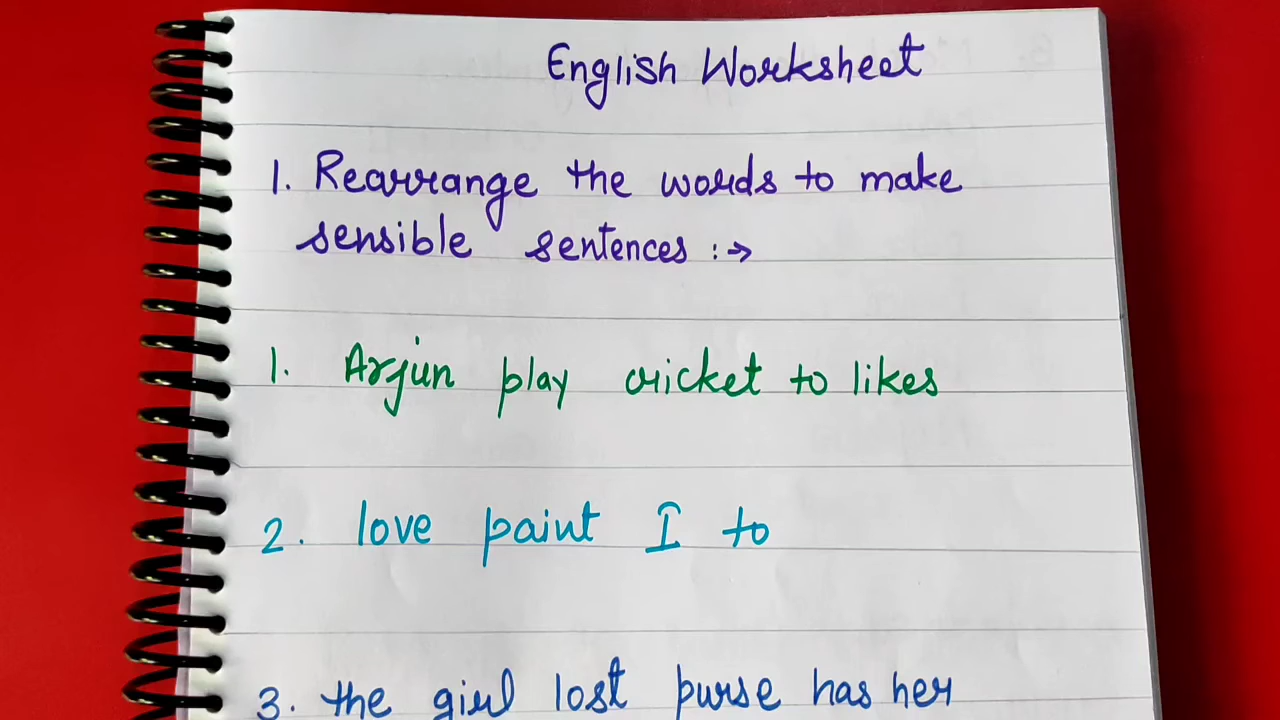 English Worksheet
1. Rearrange the words to make
sensible sentences :→
1. Arjun play cricket to likes
2. love paint I to
3. the girl lost purse has her